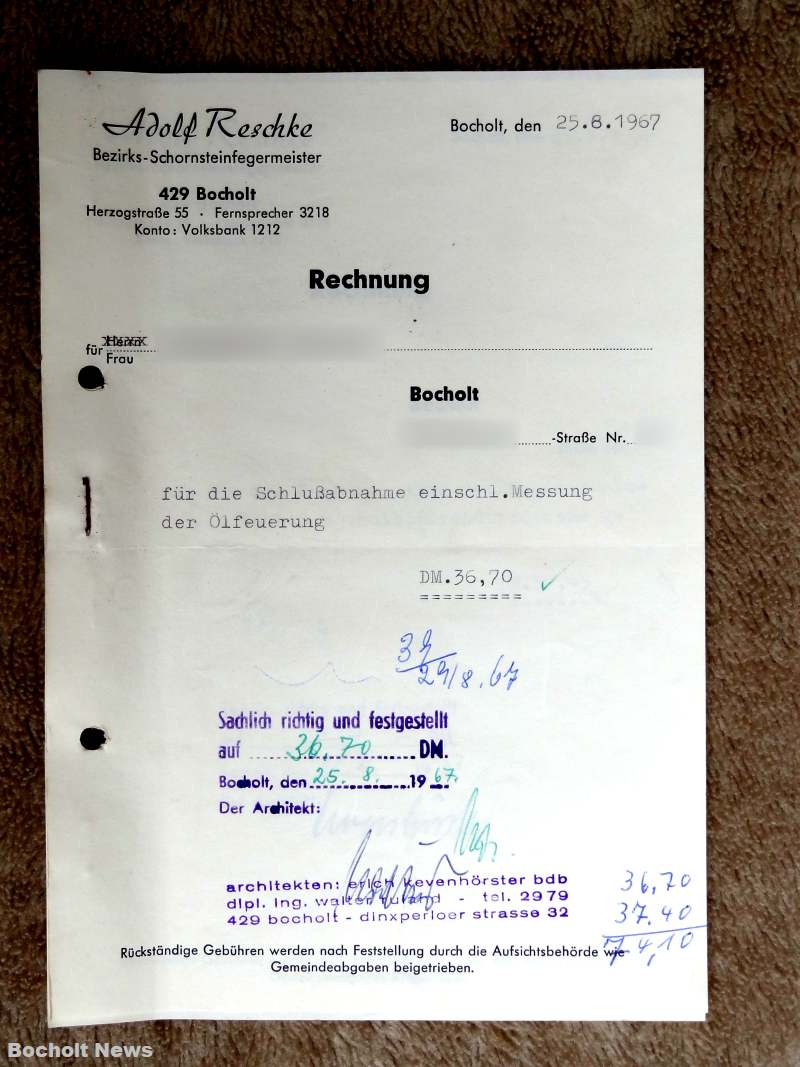 Adolf Reschke
Bezirks-Schornsteinfegermeister
429 Bocholt
Herzogstraße 55 · Fernsprecher 3218
Konto: Volksbank 1212
Bocholt, den 25.8.1967
Rechnung
für Herrn
Frau
Bocholt
-Straße Nr.
für die Schlußabnahme einschl.Messung
der Ölfeuerung
DM.36,70
=========
29/8.67
Sachlich richtig und festgestellt
auf 36,70 DM.
Bocholt, den 25. 8. 1967.
Der Architekt:
architekten: erich kevenhörster bdb
dipl. ing. walter - tel. 2979
429 bocholt - dinxperloer strasse 32
36,70
37.40
74,10
Rückständige Gebühren werden nach Feststellung durch die Aufsichtsbehörde wie
Gemeindeabgaben beigetrieben.
Bocholt News